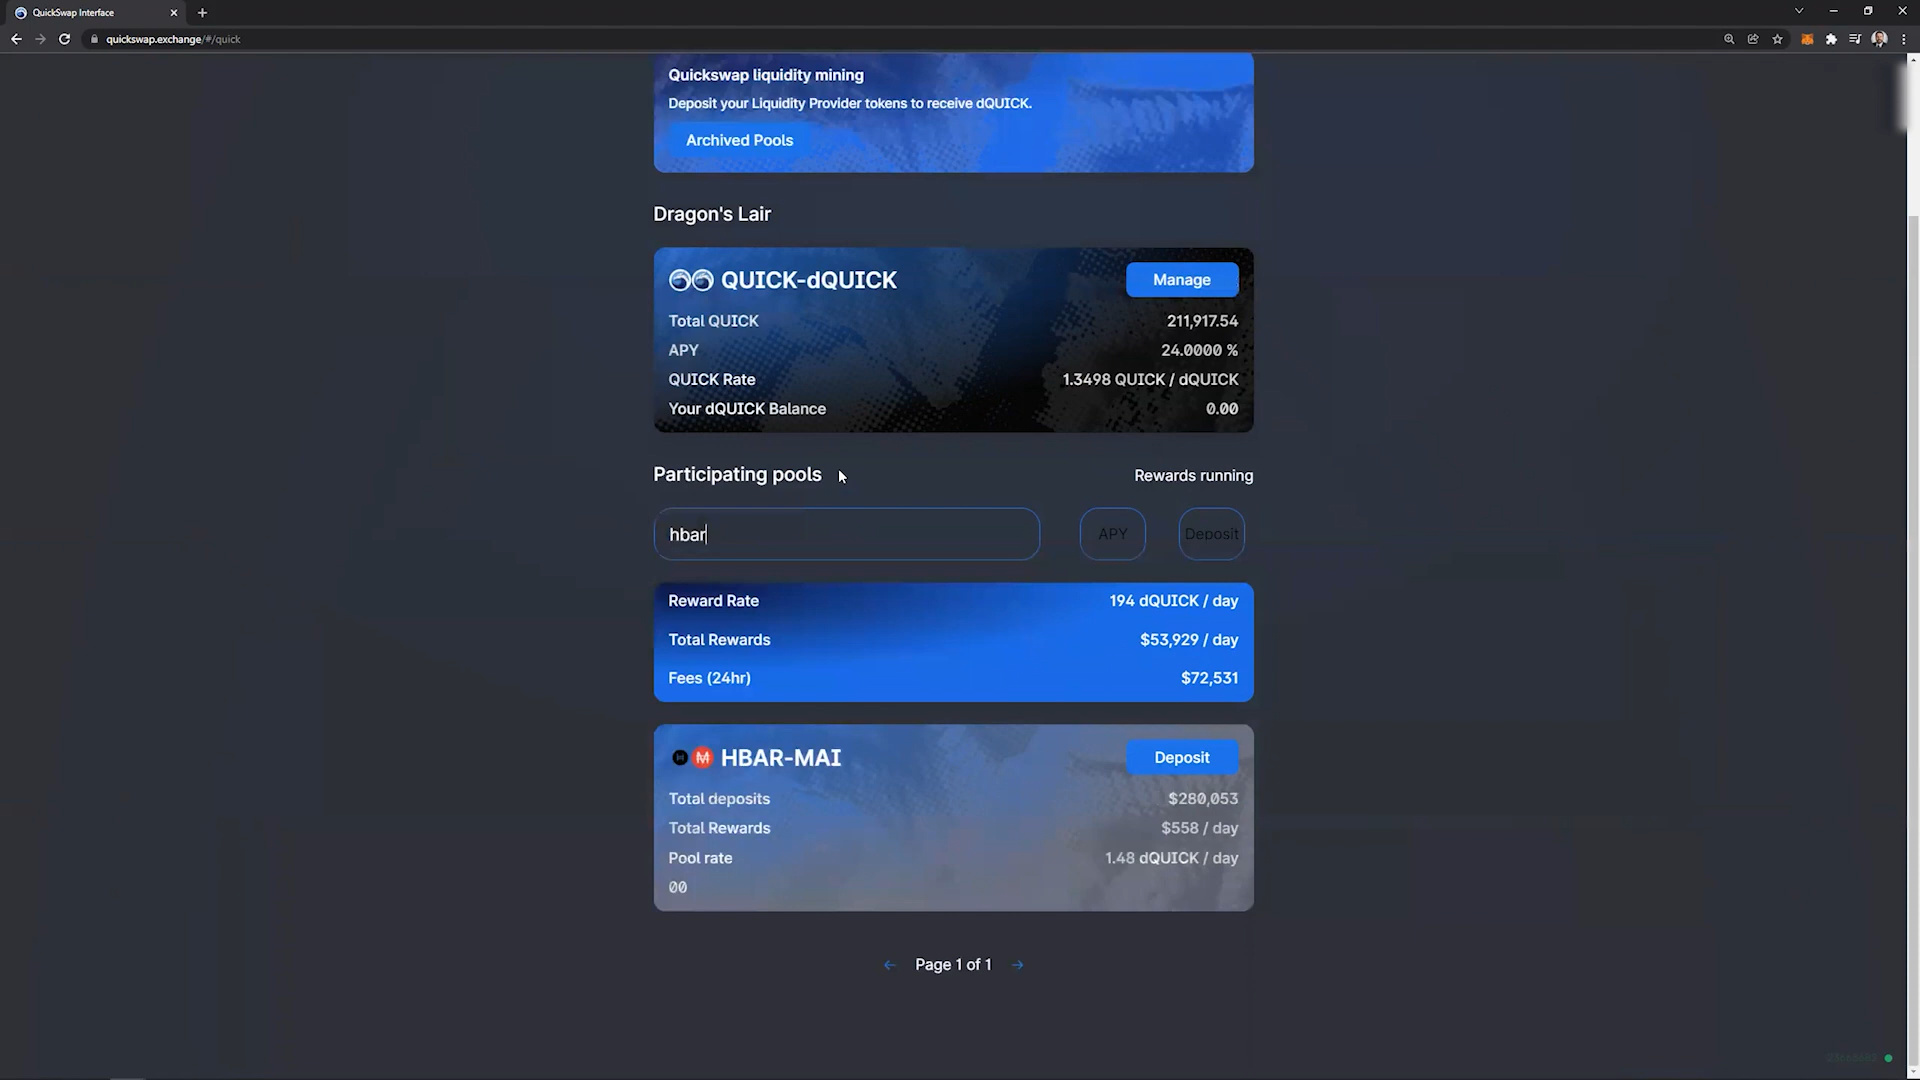 QuickSwap Interface
quickswap.exchange/#/quick
Quickswap liquidity mining
Deposit your Liquidity Provider tokens to receive dQUICK.
Archived Pools
Dragon's Lair
QUICK-dQUICK
Manage
Total QUICK 211,917.54
APY 24.0000 %
QUICK Rate 1.3498 QUICK / dQUICK
Your dQUICK Balance 0.00
Participating pools Rewards running
hbar APY Deposit
Reward Rate 194 dQUICK / day
Total Rewards $53,929 / day
Fees (24hr) $72,531
HBAR-MAI Deposit
Total deposits $280,053
Total Rewards $558 / day
Pool rate 1.48 dQUICK / day
00
← Page 1 of 1 →